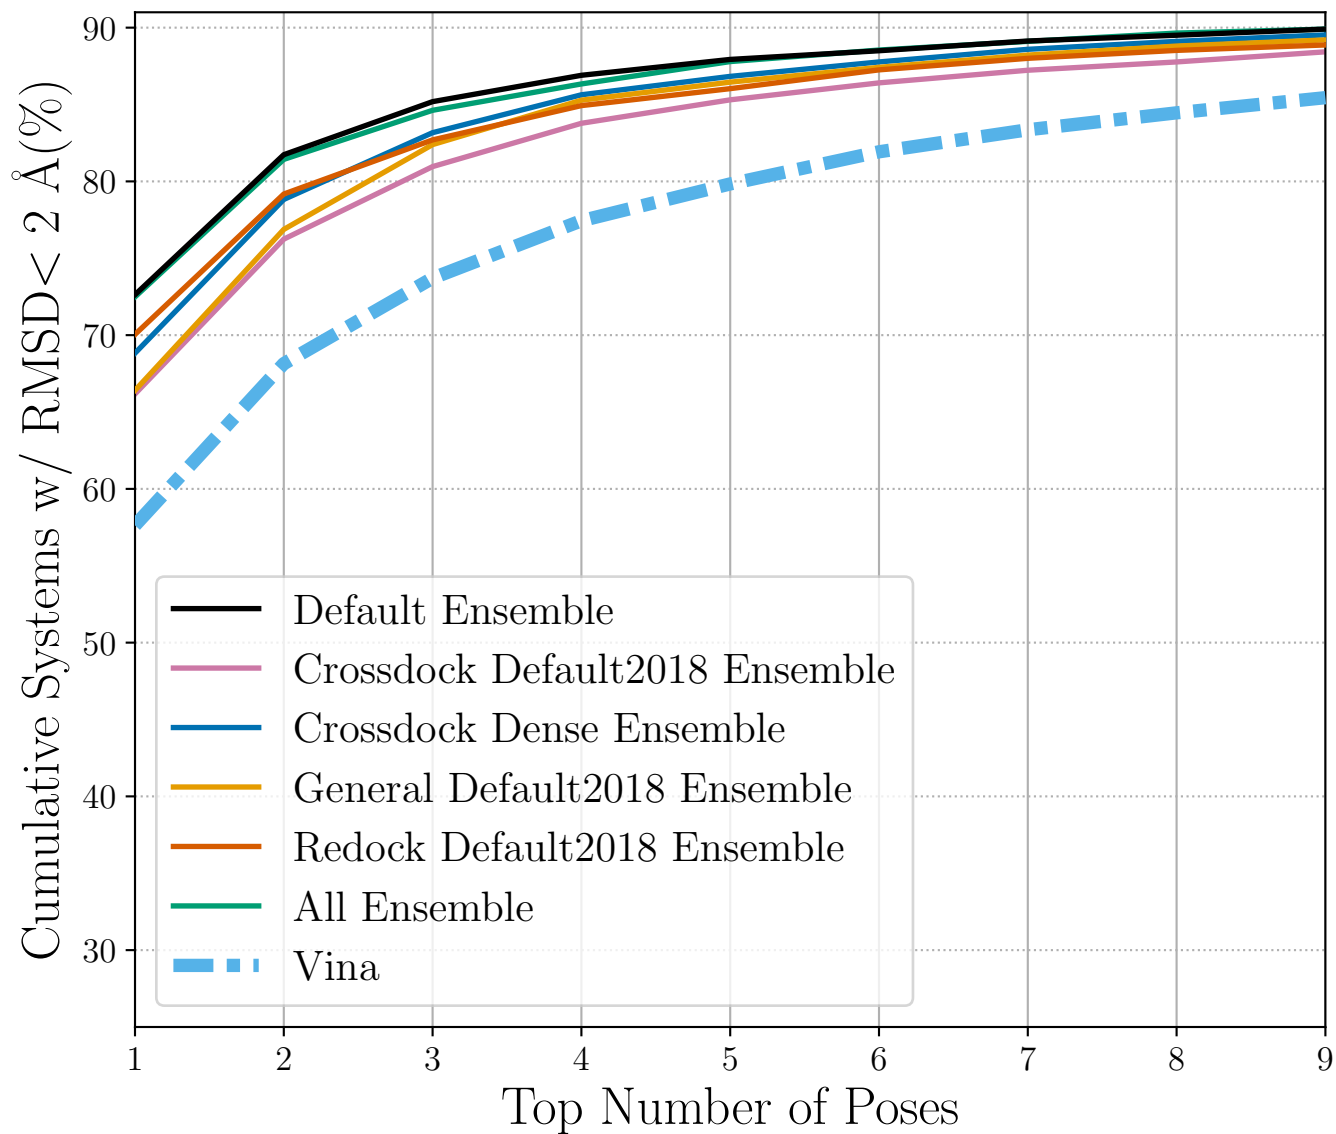 Cumulative Systems w/ RMSD< 2 Å(%)
90
80
70
60
50
40
30
Default Ensemble
Crossdock Default2018 Ensemble
Crossdock Dense Ensemble
General Default2018 Ensemble
Redock Default2018 Ensemble
All Ensemble
Vina
1 2 3 4 5 6 7 8 9
Top Number of Poses